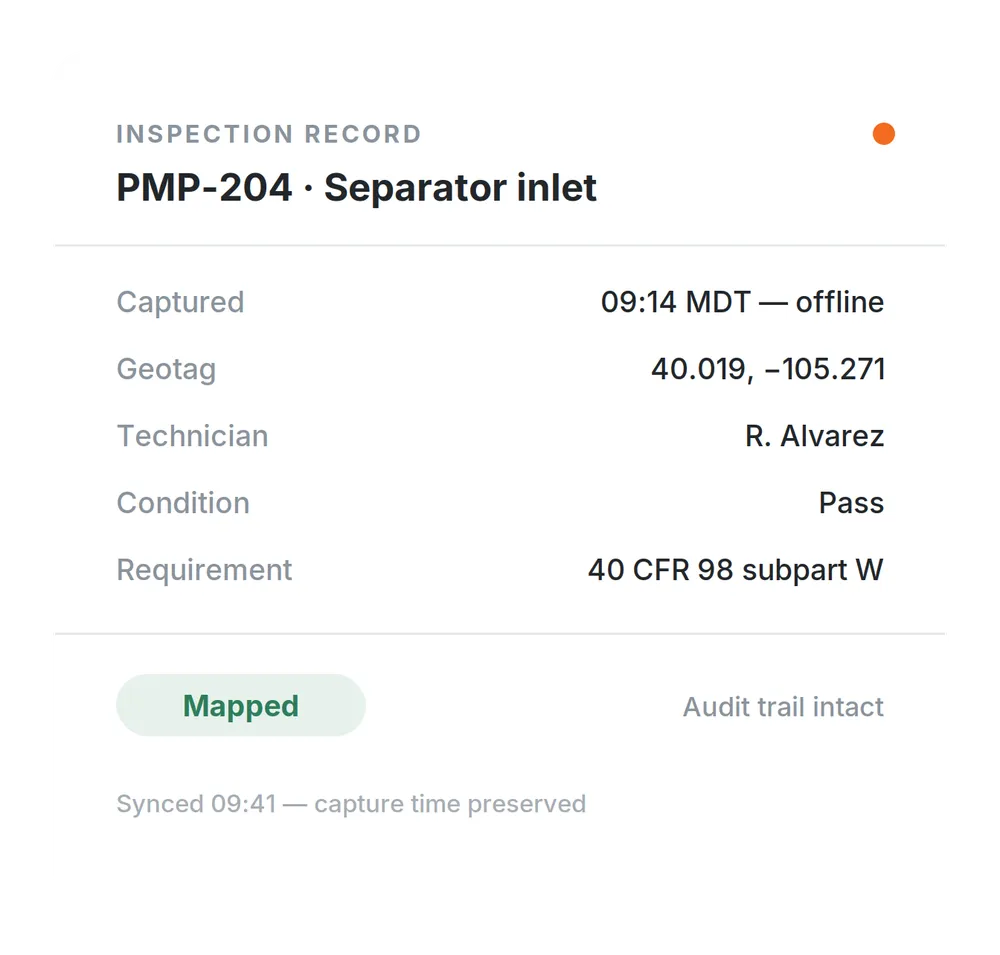 INSPECTION RECORD
PMP-204 · Separator inlet
Captured 09:14 MDT — offline
Geotag 40.019, −105.271
Technician R. Alvarez
Condition Pass
Requirement 40 CFR 98 subpart W
Mapped Audit trail intact
Synced 09:41 — capture time preserved